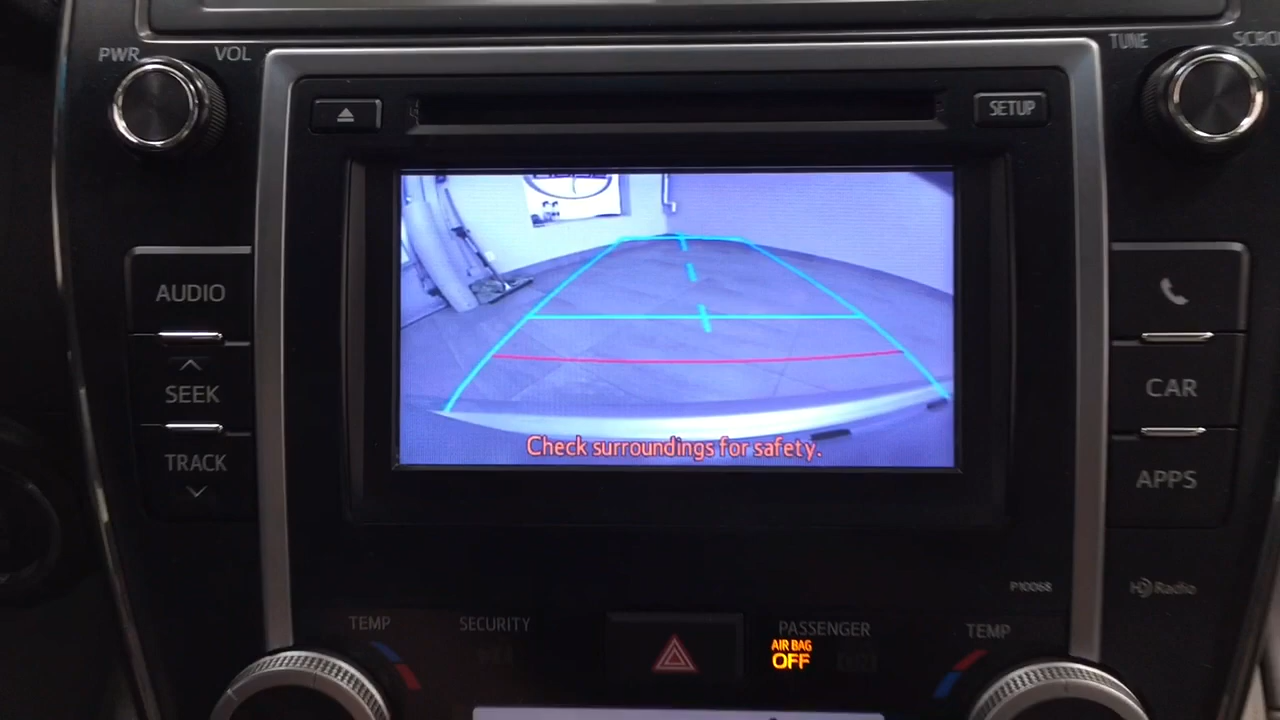 PWR
VOL
TUNE
SETUP
AUDIO
SEEK
TRACK
CAR
APPS
Check surroundings for safety.
P10068
HD Radio
TEMP
SECURITY
PASSENGER
AIR BAG
OFF
TEMP